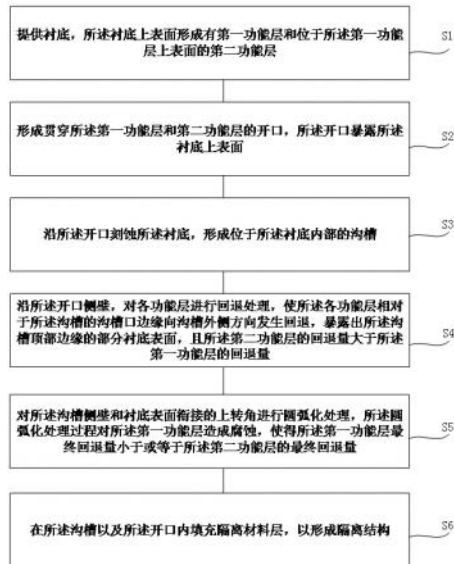 提供衬底，所述衬底上表面形成有第一功能层和位于所述第一功能
层上表面的第二功能层
S1
形成贯穿所述第一功能层和第二功能层的开口，所述开口暴露所述
衬底上表面
S2
沿所述开口刻蚀所述衬底，形成位于所述衬底内部的沟槽
S3
沿所述开口侧壁，对各功能层进行回退处理，使所述各功能层相对
于所述沟槽的沟槽口边缘向沟槽外侧方向发生回退，暴露出所述沟
槽顶部边缘的部分衬底表面，且所述第二功能层的回退量大于所述
第一功能层的回退量
S4
对所述沟槽侧壁和衬底表面衔接的上转角进行圆弧化处理，所述圆
弧化处理过程对所述第一功能层造成腐蚀，使得所述第一功能层最
终回退量小于或等于所述第二功能层的最终回退量
S5
在所述沟槽以及所述开口内填充隔离材料层，以形成隔离结构
S6